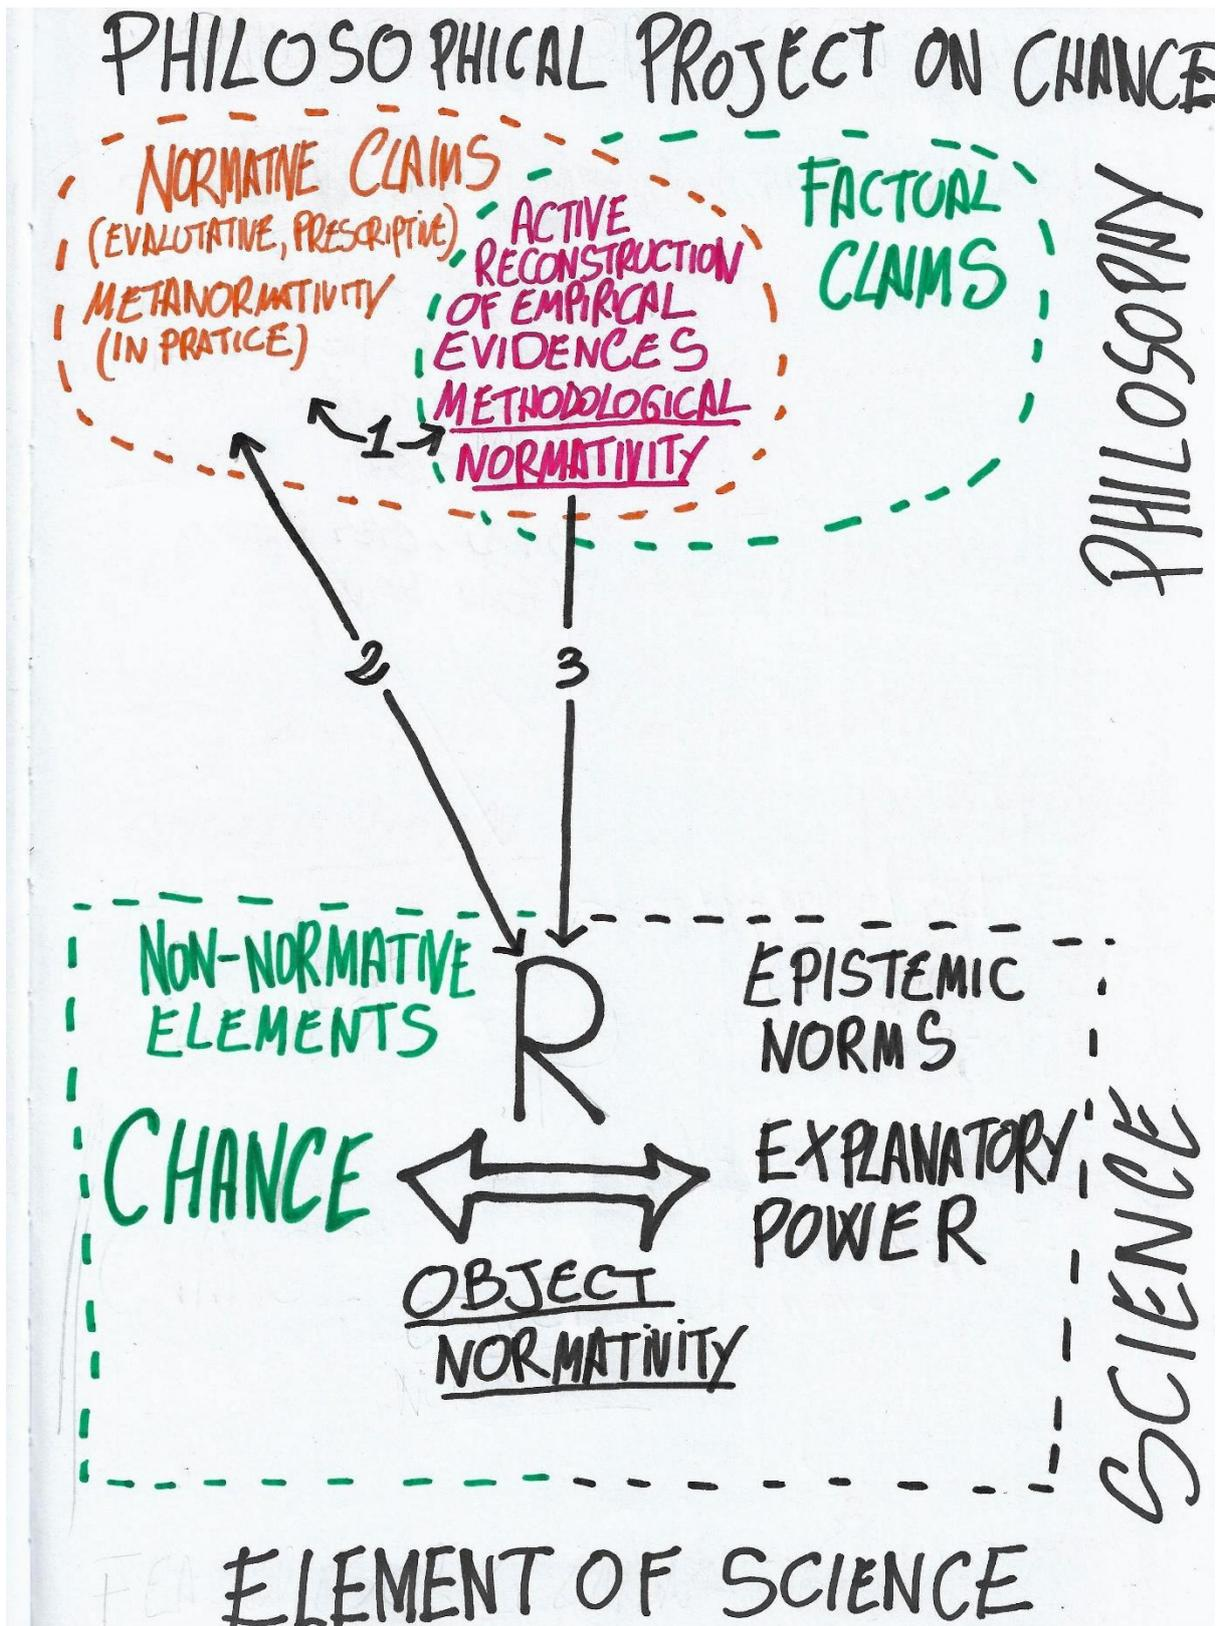 PHILOSOPHICAL PROJECT ON CHANCE
NORMATIVE CLAIMS
(EVALUTATIVE, PRESCRIPTIVE)
METANORMATIVITY
(IN PRATICE)
ACTIVE
RECONSTRUCTION
OF EMPIRICAL
EVIDENCES
METHODOLOGICAL
NORMATIVITY
FACTUAL
CLAIMS
PHILOSOPHY
1
2
3
NON-NORMATIVE
ELEMENTS
R
EPISTEMIC
NORMS
CHANCE
EXPLANATORY
POWER
OBJECT
NORMATIVITY
SCIENCE
ELEMENT OF SCIENCE